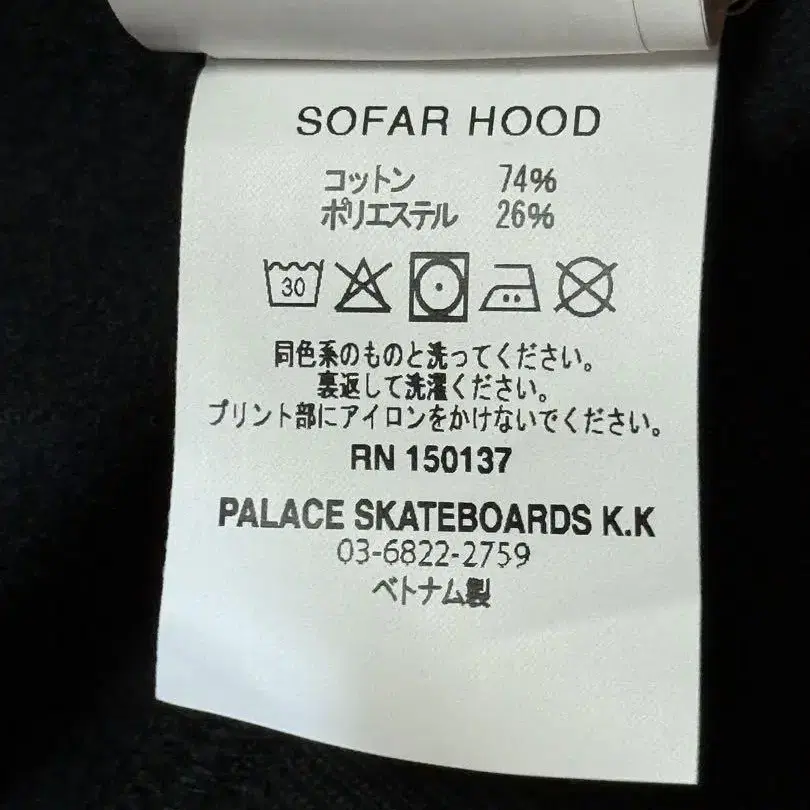 SOFAR HOOD
コットン 74%
ポリエステル 26%
30
同色系のものと洗ってください。
裏返して洗濯ください。
プリント部にアイロンをかけないでください。
RN 150137
PALACE SKATEBOARDS K.K
03-6822-2759
ベトナム製